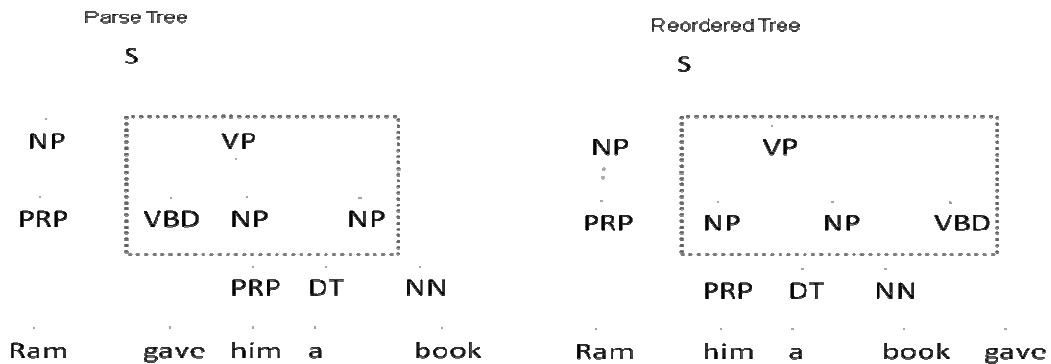 Parse Tree
S
NP VP
PRP VBD NP NP
PRP DT NN
Ram gave him a book
Reordered Tree
S
NP VP
PRP NP NP VBD
PRP DT NN
Ram him a book gave